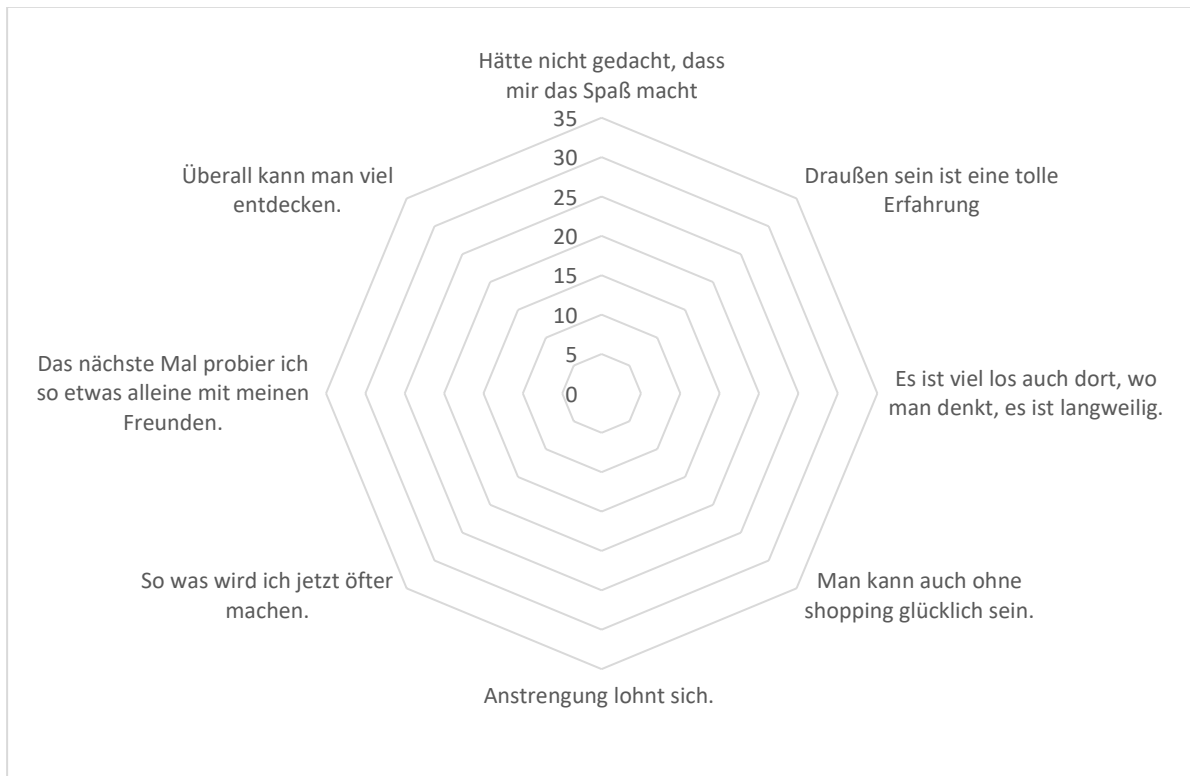 Hätte nicht gedacht, dass
mir das Spaß macht
35
30
25
20
15
10
5
0
Draußen sein ist eine tolle
Erfahrung
Es ist viel los auch dort, wo
man denkt, es ist langweilig.
Man kann auch ohne
shopping glücklich sein.
Anstrengung lohnt sich.
So was wird ich jetzt öfter
machen.
Das nächste Mal probier ich
so etwas alleine mit meinen
Freunden.
Überall kann man viel
entdecken.